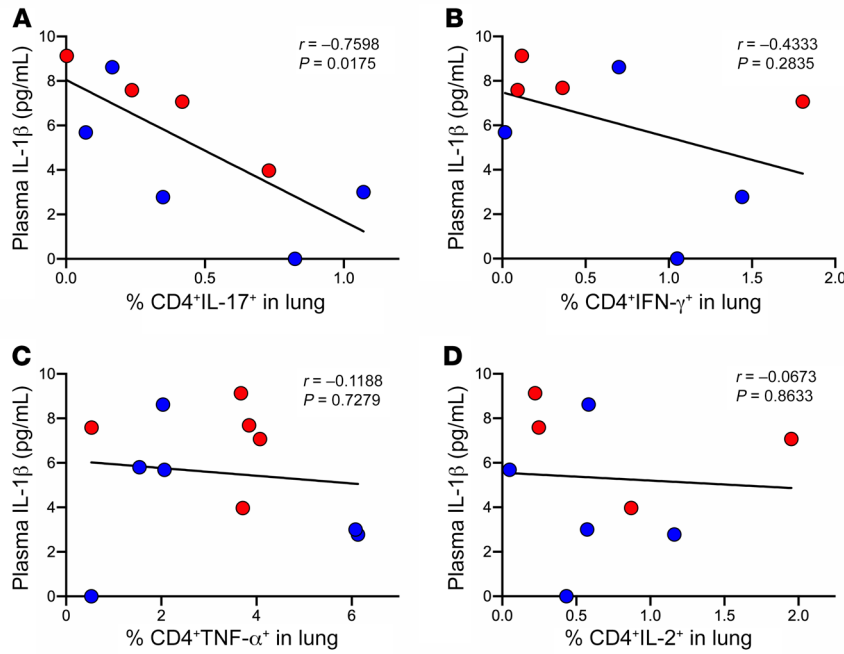 A
r = –0.7598
P = 0.0175
10
8
6
4
2
0
Plasma IL-1β (pg/mL)
0.0 0.5 1.0
% CD4⁺IL-17⁺ in lung
B
r = –0.4333
P = 0.2835
10
8
6
4
2
0
Plasma IL-1β (pg/mL)
0.0 0.5 1.0 1.5 2.0
% CD4⁺IFN-γ⁺ in lung
C
r = –0.1188
P = 0.7279
10
8
6
4
2
0
Plasma IL-1β (pg/mL)
0 2 4 6
% CD4⁺TNF-α⁺ in lung
D
r = –0.0673
P = 0.8633
10
8
6
4
2
0
Plasma IL-1β (pg/mL)
0.0 0.5 1.0 1.5 2.0
% CD4⁺IL-2⁺ in lung